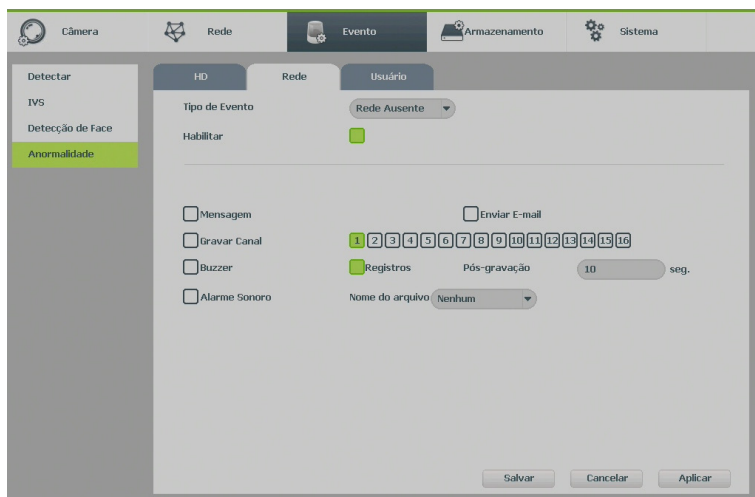 Câmera Rede Evento Armazenamento Sistema
Detectar
IVS
Detecção de Face
Anormalidade
HD Rede Usuário
Tipo de Evento Rede Ausente
Habilitar
Mensagem Enviar E-mail
Gravar Canal 1 2 3 4 5 6 7 8 9 10 11 12 13 14 15 16
Buzzer Registros Pós-gravação 10 seg.
Alarme Sonoro Nome do arquivo Nenhum
Salvar Cancelar Aplicar